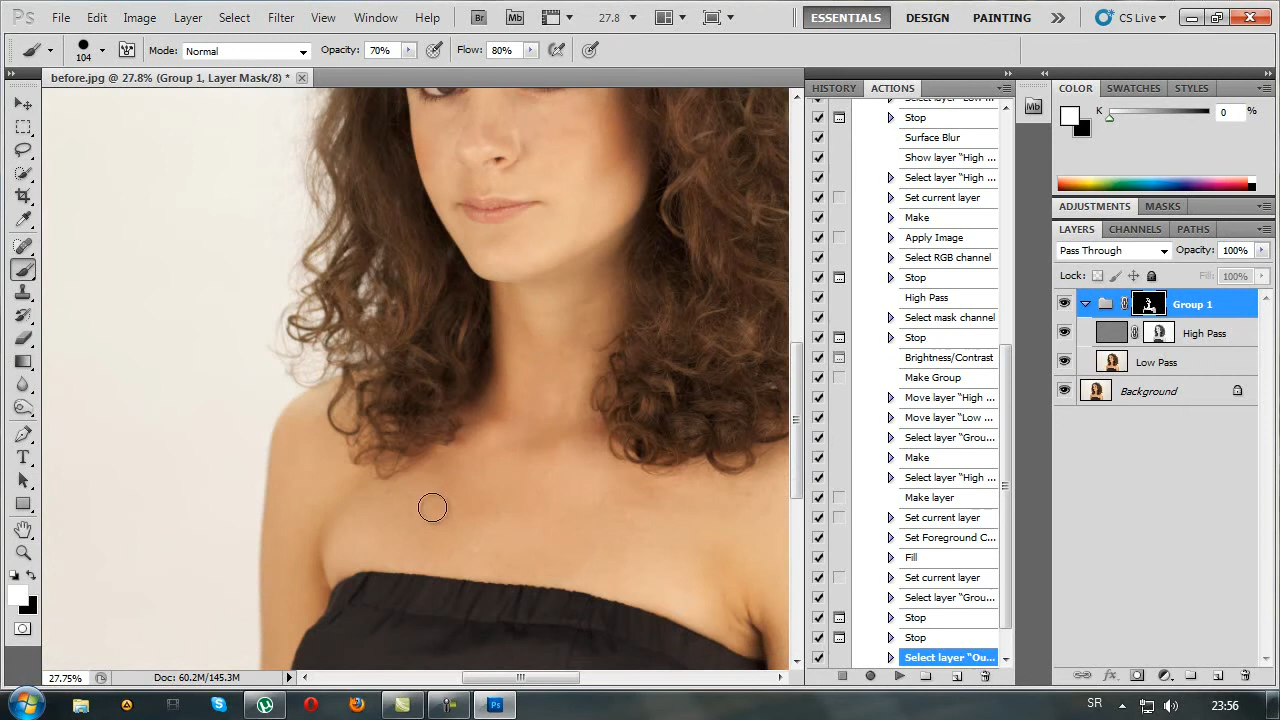 Ps File Edit Image Layer Select Filter View Window Help Br Mb 27.8 ESSENTIALS DESIGN PAINTING CS Live
104 Mode: Normal Opacity: 70% Flow: 80%
before.jpg @ 27.8% (Group 1, Layer Mask/8) *
HISTORY ACTIONS
Select layer "Low ...
Stop
Surface Blur
Show layer "High ...
Select layer "High ...
Set current layer
Make
Apply Image
Select RGB channel
Stop
High Pass
Select mask channel
Stop
Brightness/Contrast
Make Group
Move layer "High ...
Move layer "Low ...
Select layer "Grou...
Make
Select layer "High ...
Make layer
Set current layer
Set Foreground C...
Fill
Set current layer
Select layer "Grou...
Stop
Stop
Select layer "Ou...
Mb
COLOR SWATCHES STYLES
K 0 %
ADJUSTMENTS MASKS
LAYERS CHANNELS PATHS
Pass Through Opacity: 100%
Lock: Fill: 100%
Group 1
High Pass
Low Pass
Background
T
fx
27.75% Doc: 60.2M/145.3M
Ps SR 23:56